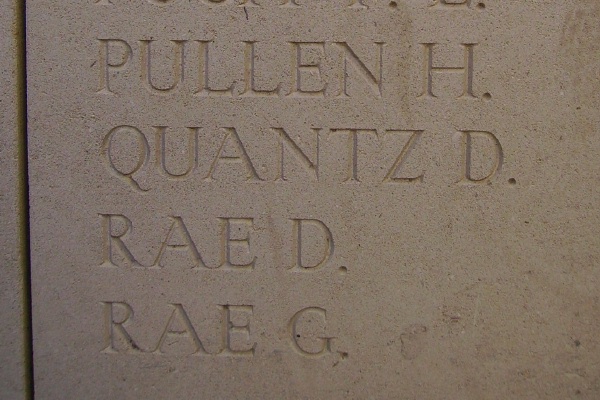 PULLEN H.
QUANTZ D.
RAE D.
RAE G.